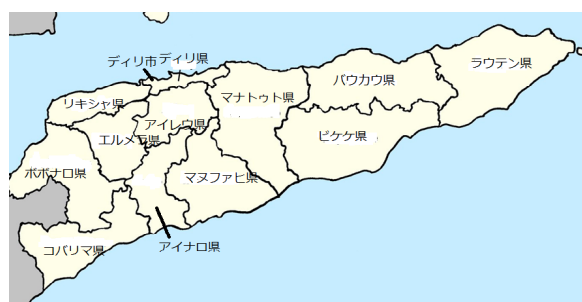 ディリ市 ディリ県
ラウテン県
バウカウ県
リキシャ県
マナトゥト県
アイレウ県
エルメラ県
ビケケ県
ボボナロ県
マヌファヒ県
コバリマ県
アイナロ県